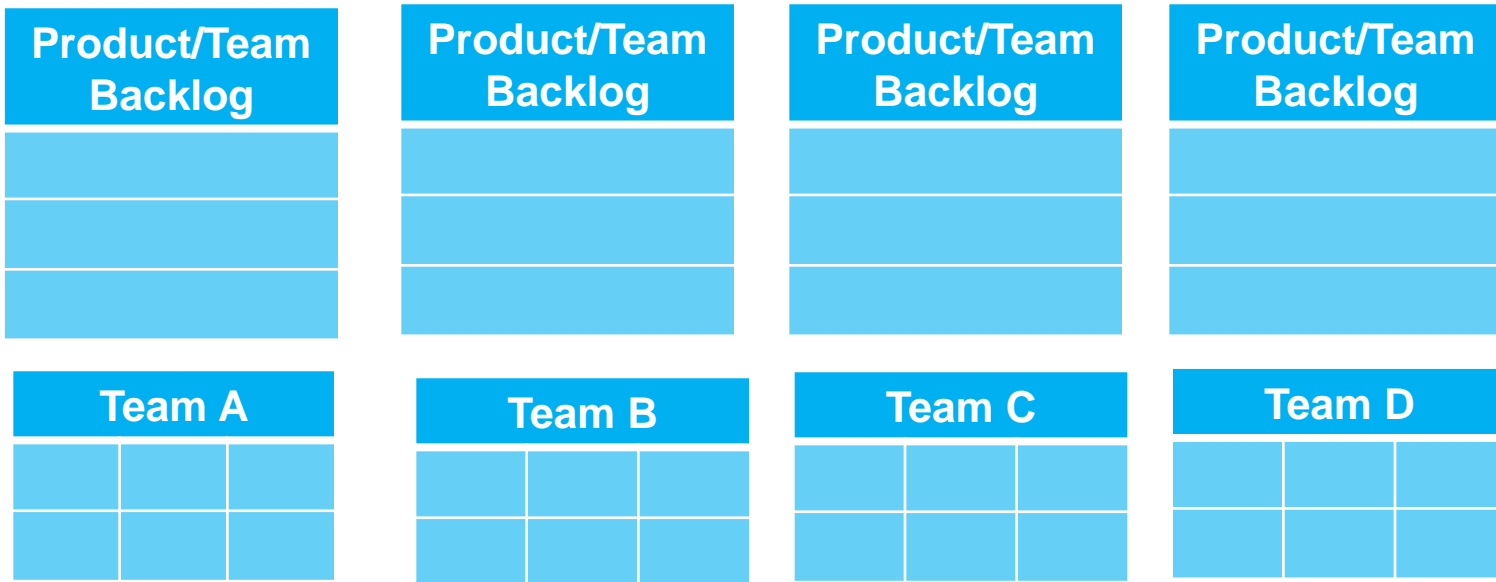 Product/Team
Backlog
Product/Team
Backlog
Product/Team
Backlog
Product/Team
Backlog
Team A
Team B
Team C
Team D